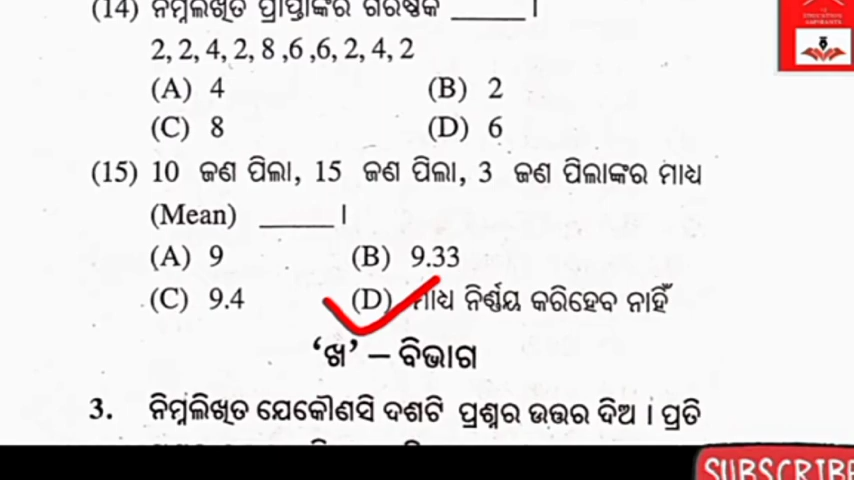 (14) ନିମ୍ନଲିଖିତ ପ୍ରାପ୍ତାଙ୍କର ଗରିଷ୍ଠକ _____ ।
2, 2, 4, 2, 8 ,6 ,6, 2, 4, 2
(A) 4 (B) 2
(C) 8 (D) 6
(15) 10 ଜଣ ପିଲା, 15 ଜଣ ପିଲା, 3 ଜଣ ପିଲାଙ୍କର ମାଧ୍ୟ
(Mean) _____ ।
(A) 9 (B) 9.33
(C) 9.4 (D) ମାଧ୍ୟ ନିର୍ଣ୍ଣୟ କରିହେବ ନାହିଁ
‘ଖ’ – ବିଭାଗ
3. ନିମ୍ନଲିଖିତ ଯେକୌଣସି ଦଶଟି ପ୍ରଶ୍ନର ଉତ୍ତର ଦିଅ । ପ୍ରତି
SUBSCRIBE